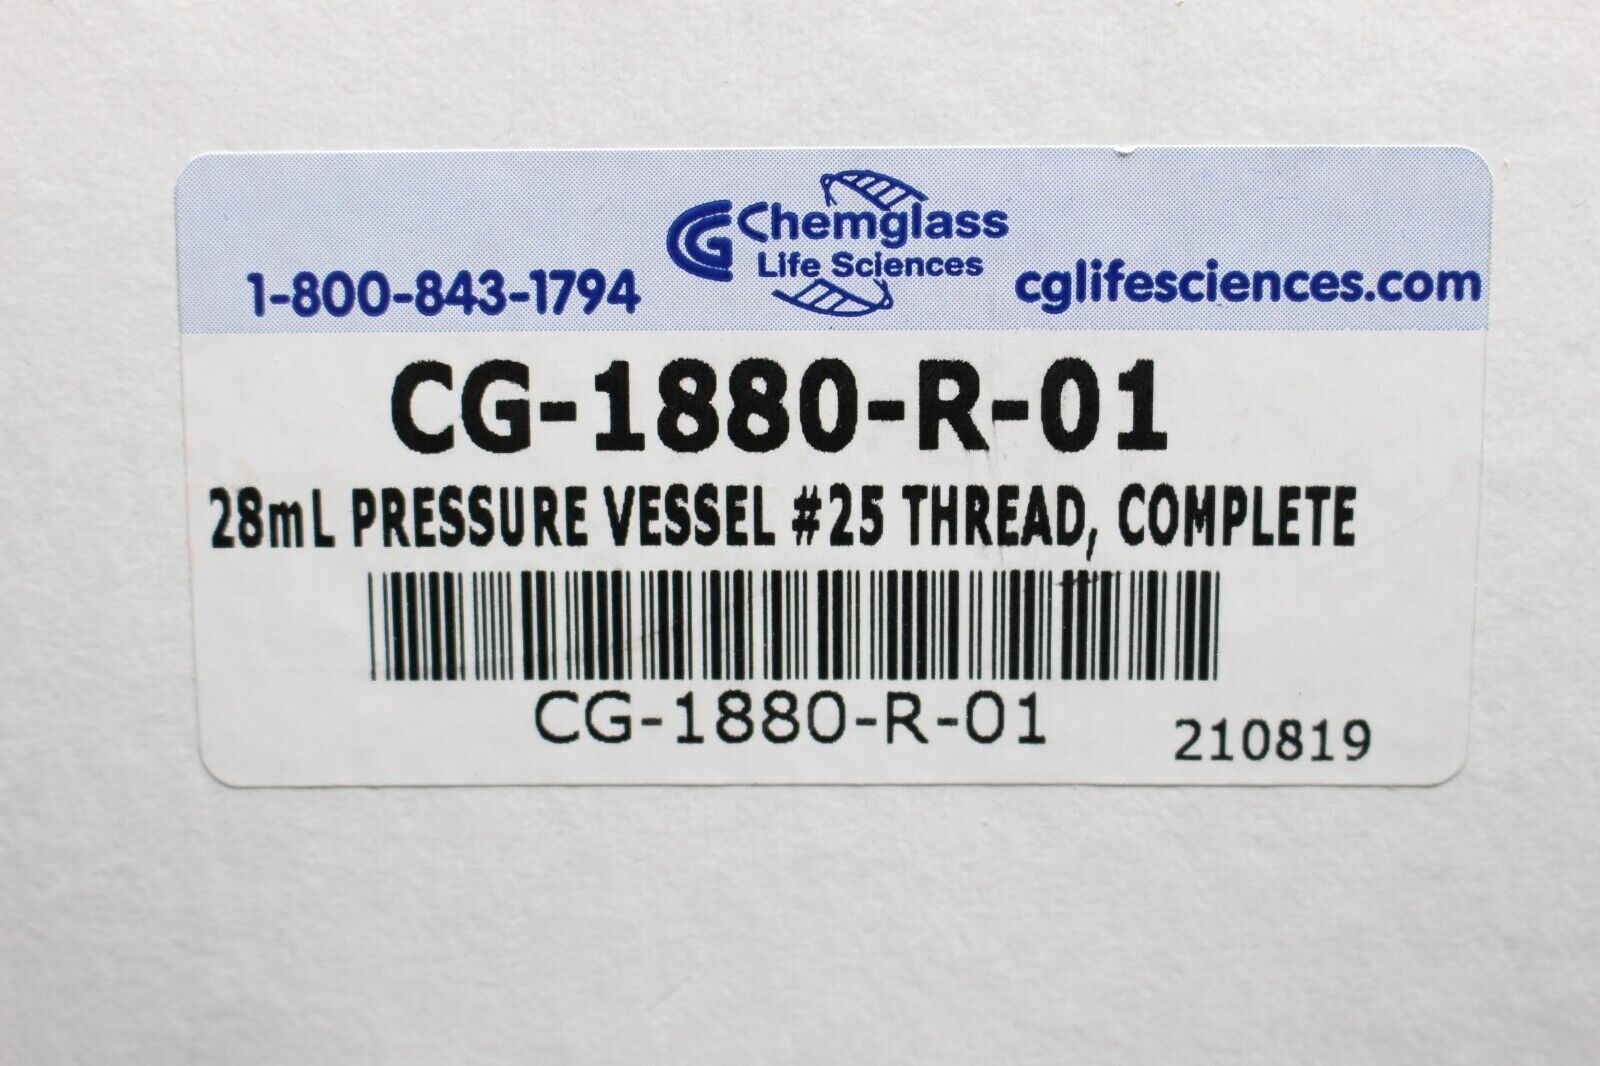 CG Chemglass
Life Sciences
1-800-843-1794
cglifesciences.com
CG-1880-R-01
28mL PRESSURE VESSEL #25 THREAD, COMPLETE
CG-1880-R-01
210819